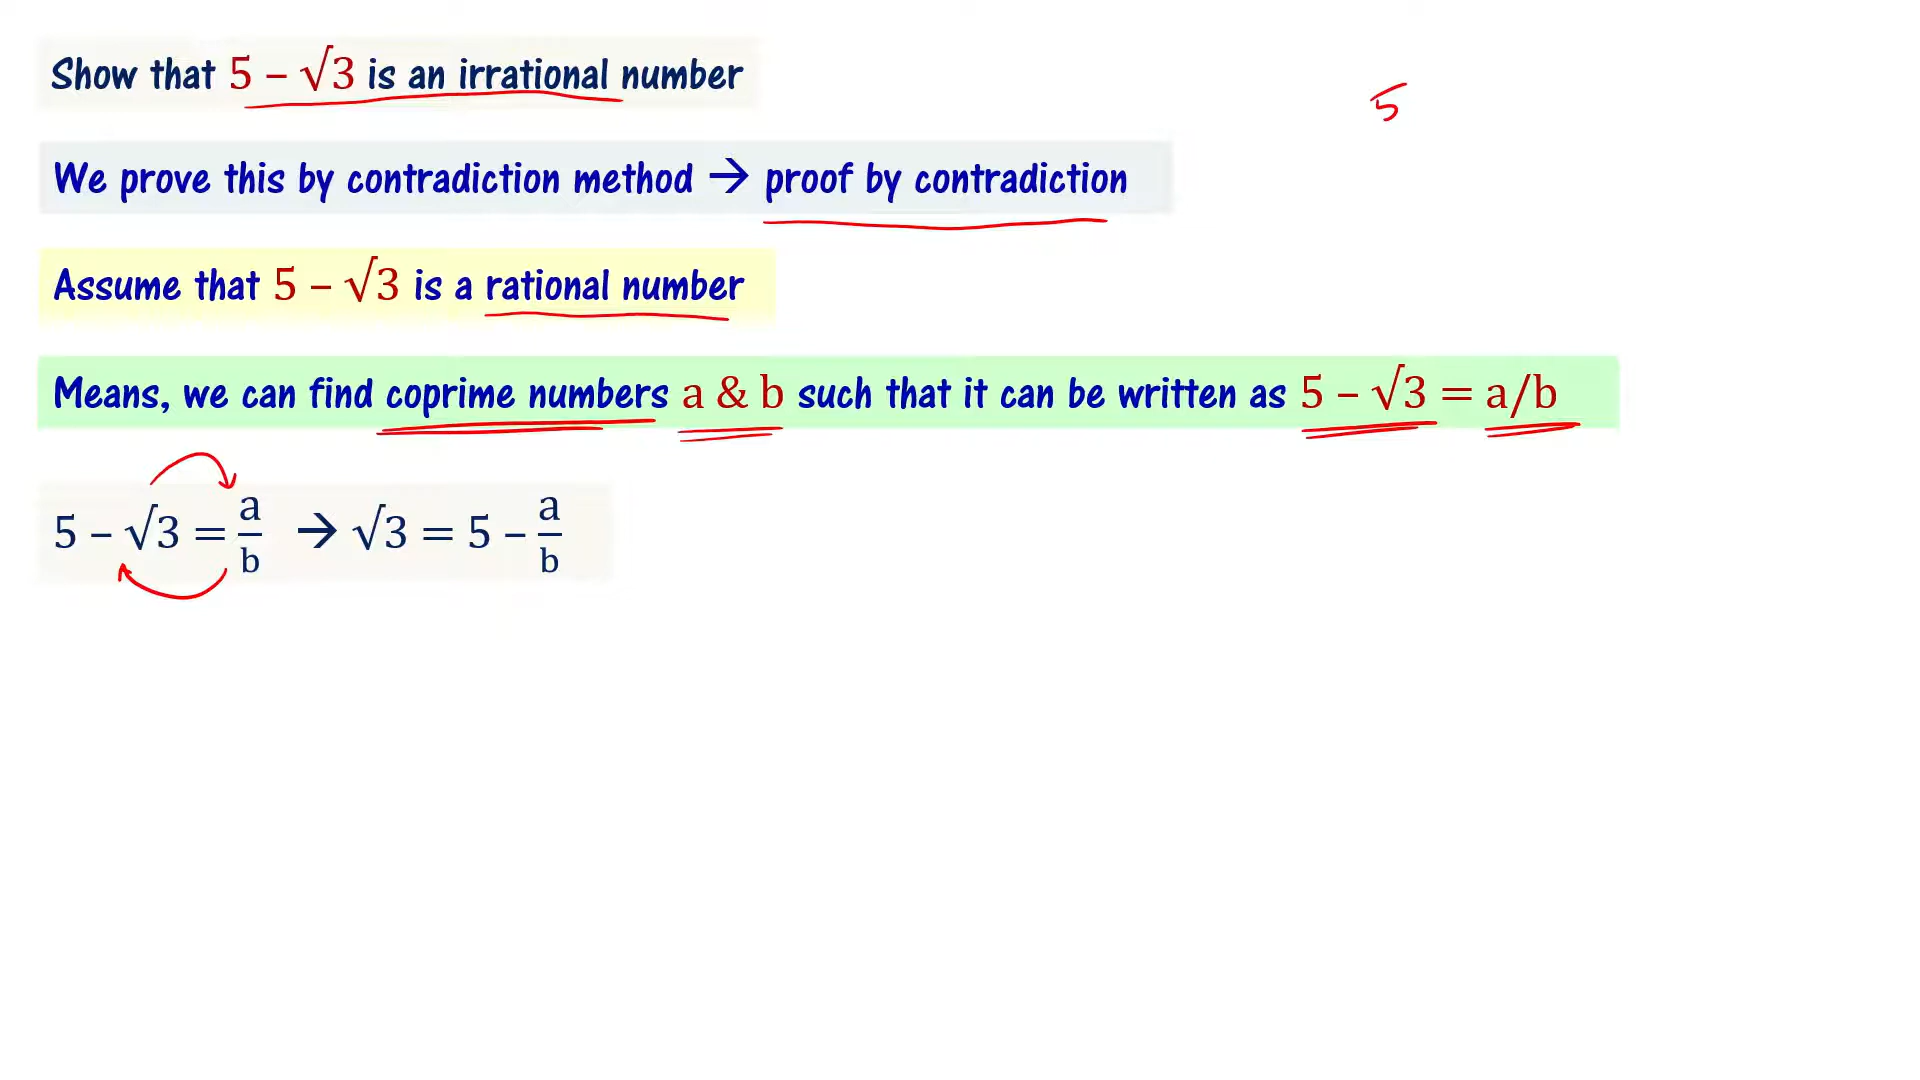 Show that 5 – √3 is an irrational number
5
We prove this by contradiction method → proof by contradiction
Assume that 5 – √3 is a rational number
Means, we can find coprime numbers a & b such that it can be written as 5 – √3 = a/b
5 – √3 = a/b → √3 = 5 – a/b